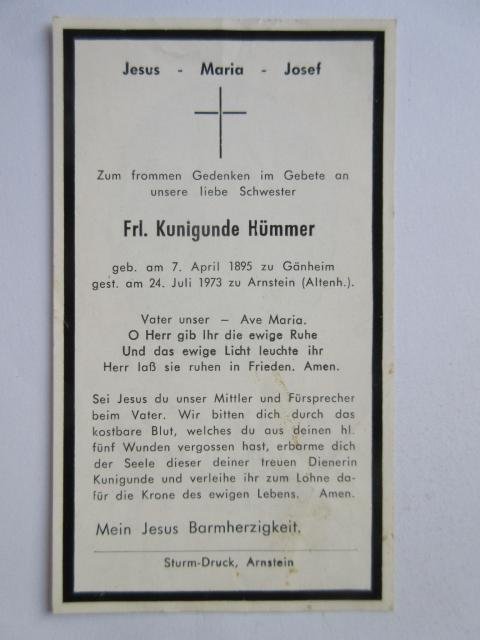 Jesus - Maria - Josef
Zum frommen Gedenken im Gebete an
unsere liebe Schwester
Frl. Kunigunde Hümmer
geb. am 7. April 1895 zu Gänheim
gest. am 24. Juli 1973 zu Arnstein (Altenh.).
Vater unser – Ave Maria.
O Herr gib Ihr die ewige Ruhe
Und das ewige Licht leuchte ihr
Herr laß sie ruhen in Frieden. Amen.
Sei Jesus du unser Mittler und Fürsprecher
beim Vater. Wir bitten dich durch das
kostbare Blut, welches du aus deinen hl.
fünf Wunden vergossen hast, erbarme dich
der Seele dieser deiner treuen Dienerin
Kunigunde und verleihe ihr zum Lohne da-
für die Krone des ewigen Lebens. Amen.
Mein Jesus Barmherzigkeit.
Sturm-Druck, Arnstein